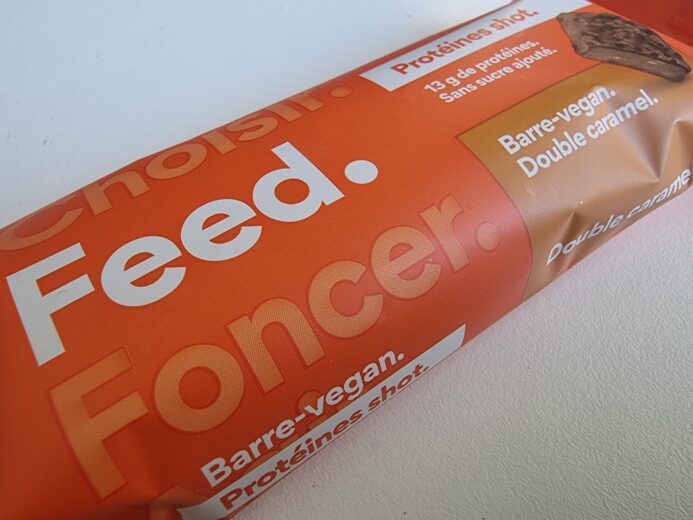 Choisir.
Feed.
Foncer.
Barre-vegan.
Protéines shot.
Protéines shot.
13 g de protéines.
Sans sucre ajouté.
Barre-vegan.
Double caramel.
Double carame